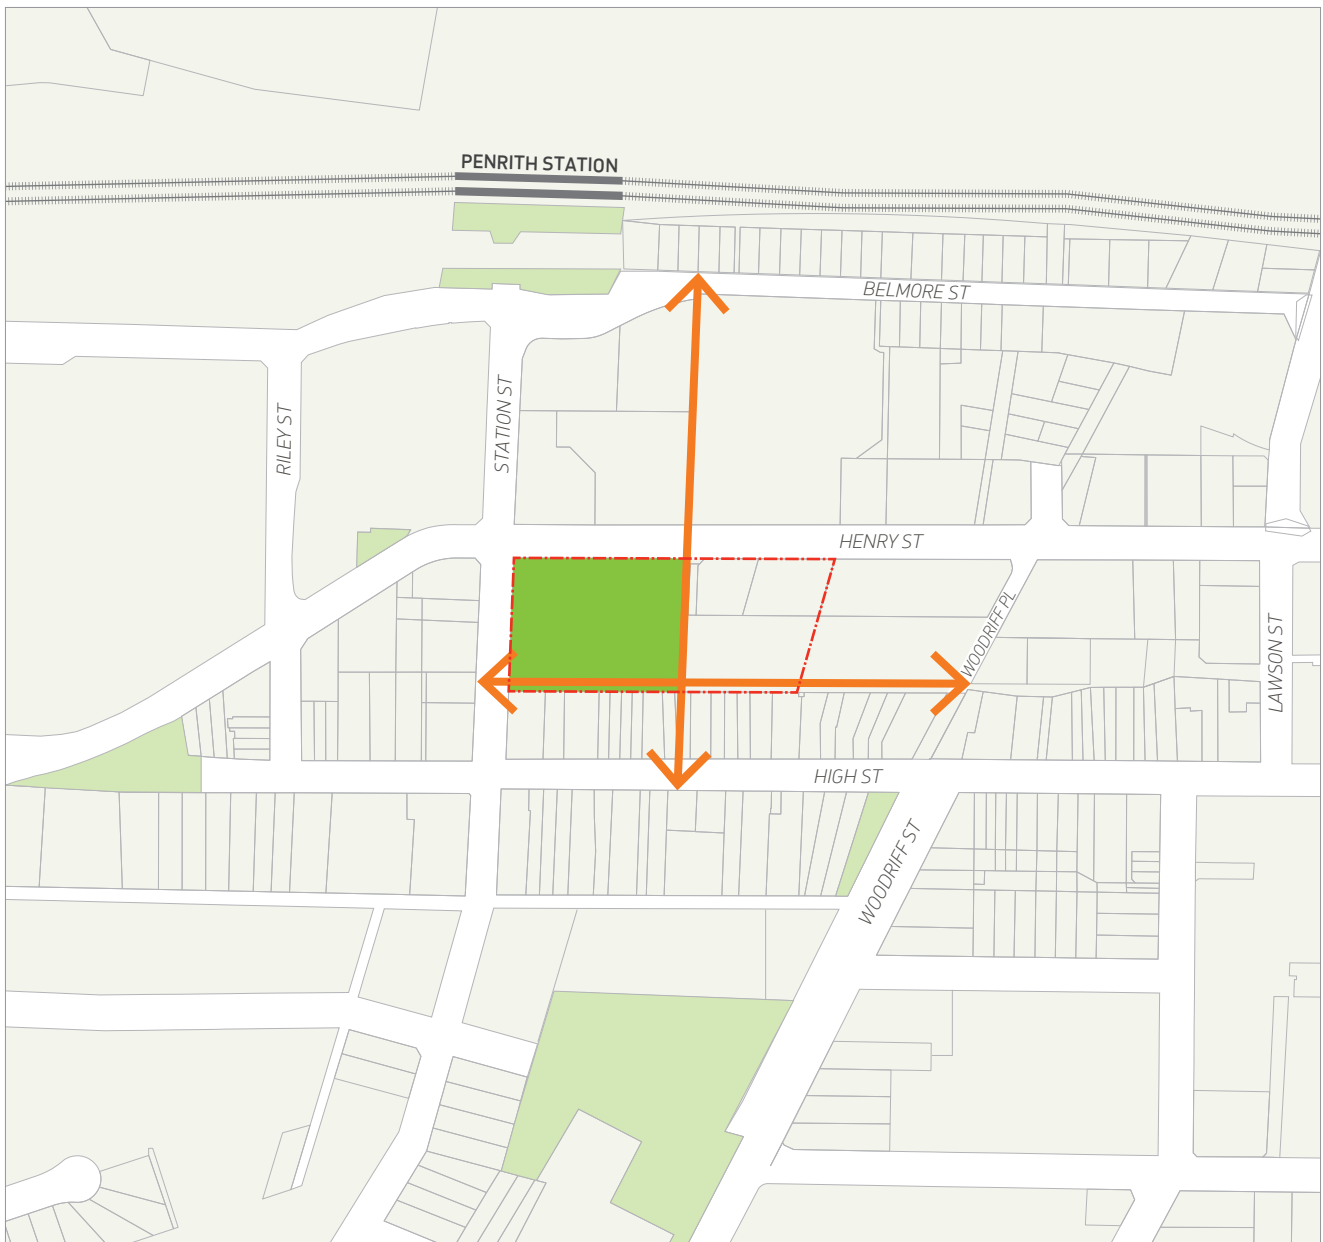 PENRITH STATION
BELMORE ST
STATION ST
RILEY ST
HENRY ST
WOODRIFF PL
LAWSON ST
HIGH ST
WOODRIFF ST